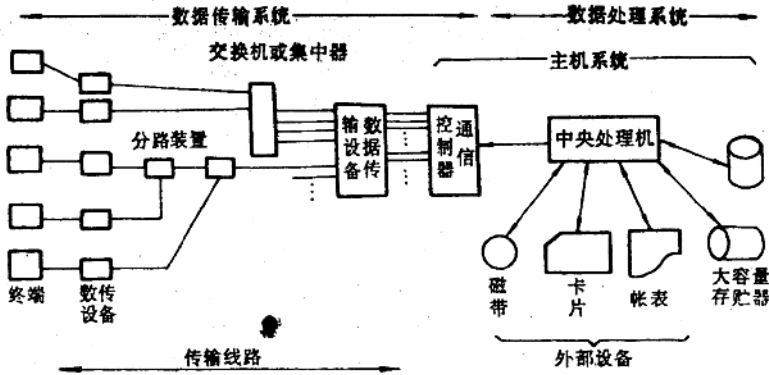 数据传输系统
数据处理系统
交换机或集中器
主机系统
分路装置
数据传
输设备
通信
控制器
中央处理机
终端
数传
设备
磁
带
卡
片
帐表
大容量
存贮器
传输线路
外部设备